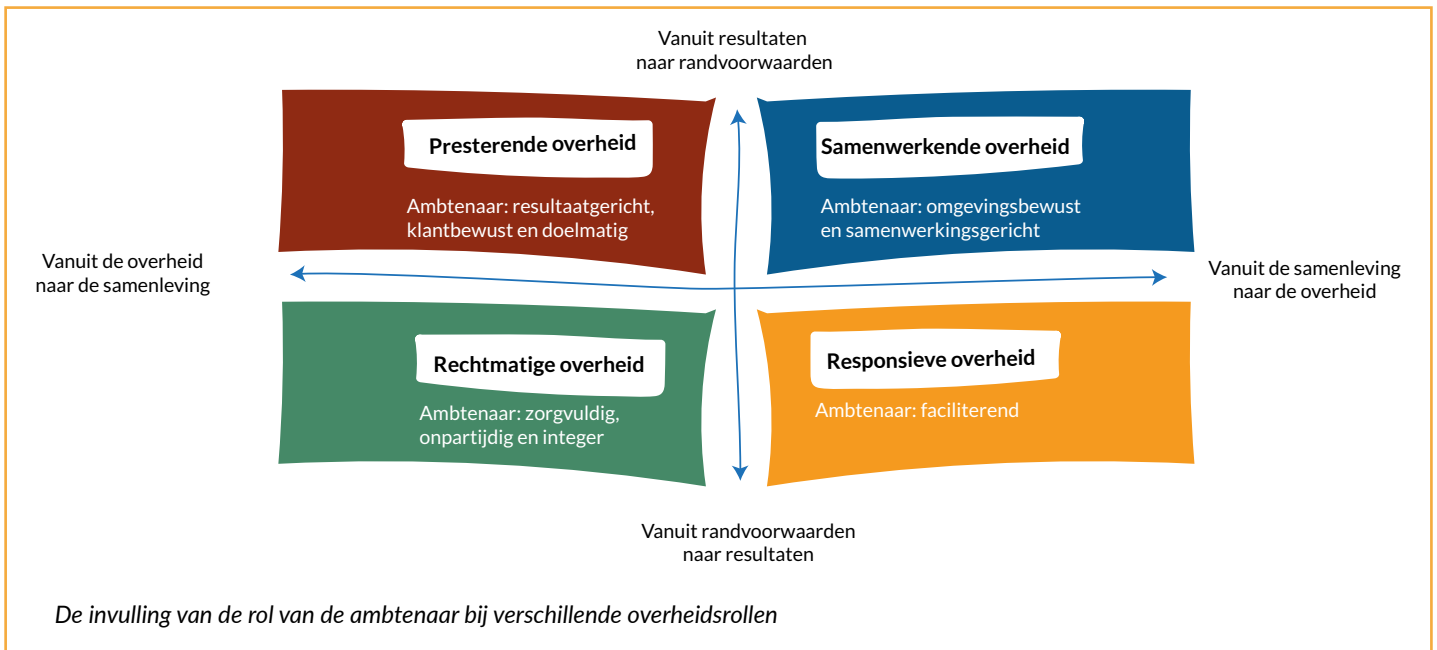 Vanuit resultaten
naar randvoorwaarden
Presterende overheid
Ambtenaar: resultaatgericht,
klantbewust en doelmatig
Samenwerkende overheid
Ambtenaar: omgevingsbewust
en samenwerkingsgericht
Vanuit de overheid
naar de samenleving
Vanuit de samenleving
naar de overheid
Rechtmatige overheid
Ambtenaar: zorgvuldig,
onpartijdig en integer
Responsieve overheid
Ambtenaar: faciliterend
Vanuit randvoorwaarden
naar resultaten
De invulling van de rol van de ambtenaar bij verschillende overheidsrollen